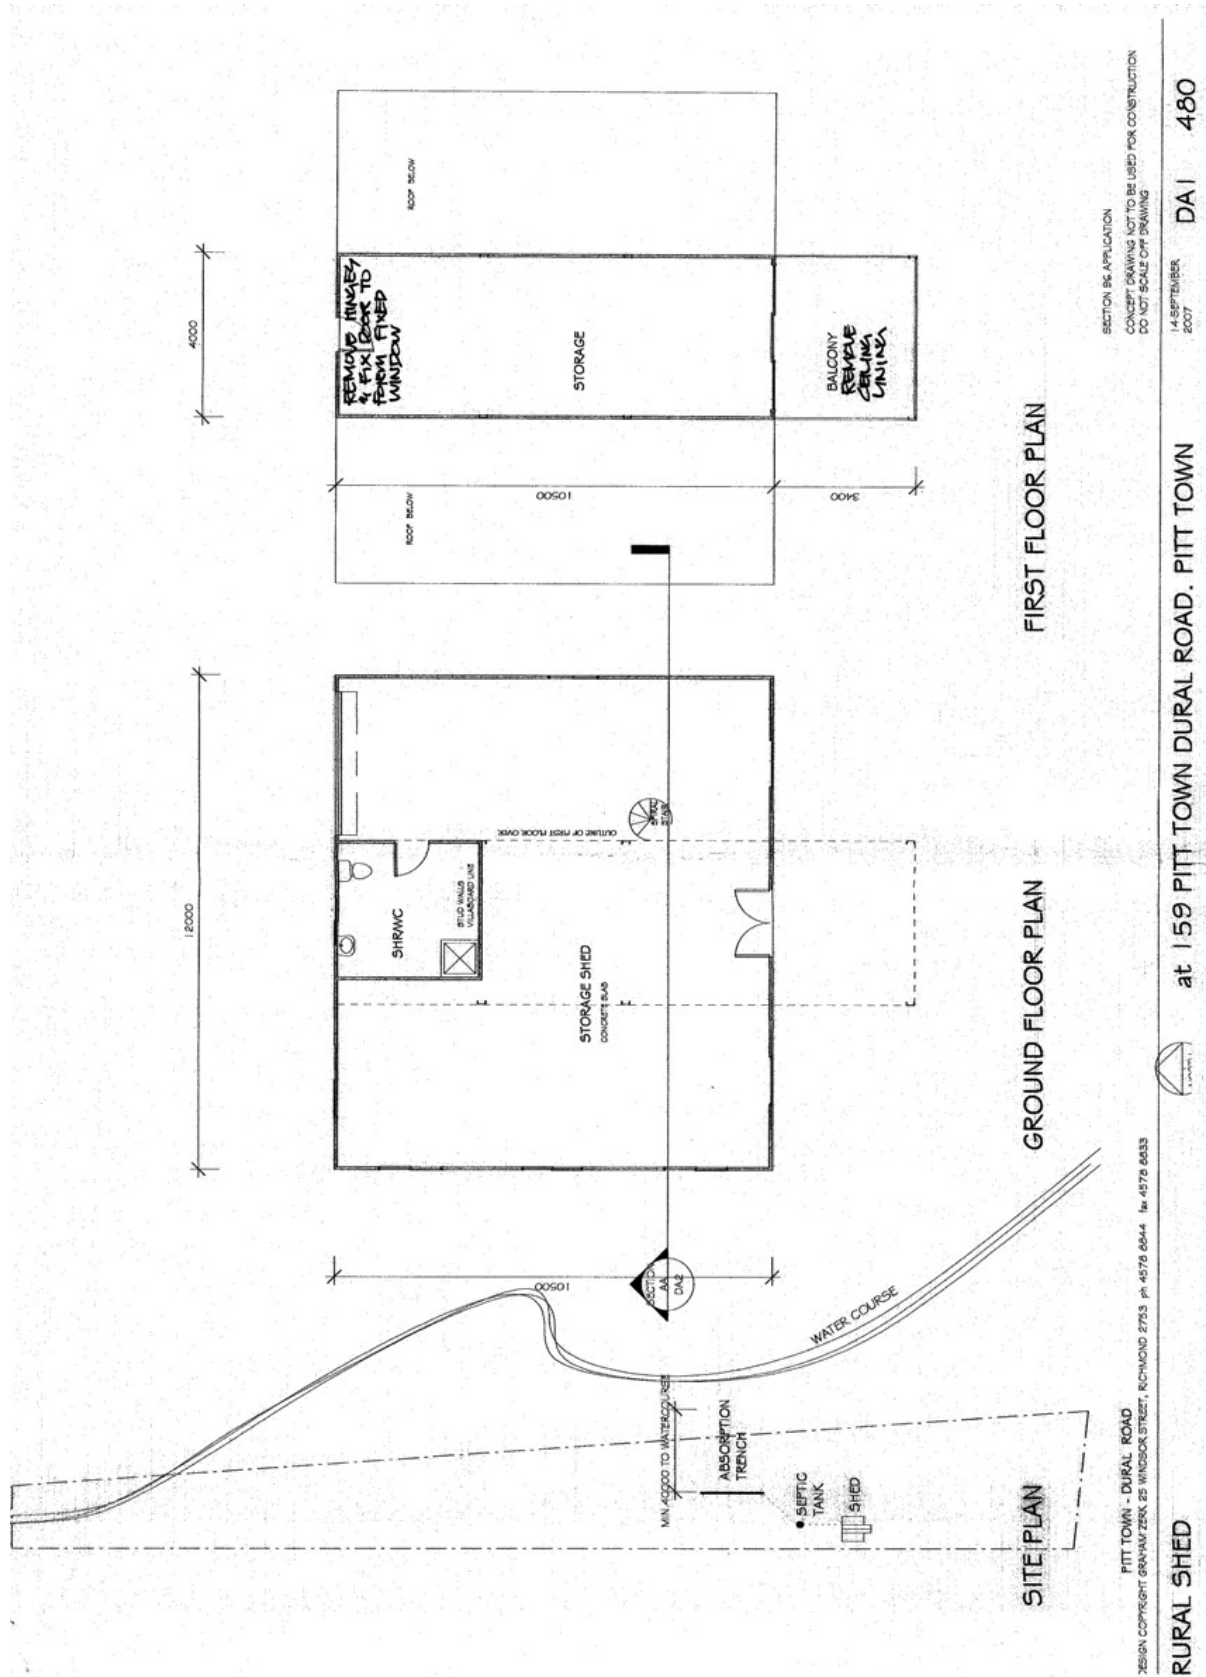 SITE PLAN
WATER COURSE
MIN. 40000 TO WATERCOURSE
ABSORPTION
TRENCH
SEPTIC
TANK
SHED
GROUND FLOOR PLAN
12000
10500
SECTION
AA
DA2
SHR/WC
STUD WALLS
VILLABOARD LINE
OUTLINE OF FIRST FLOOR OVER
STORAGE SHED
CONCRETE SLAB
SPIRAL
STAIR
FIRST FLOOR PLAN
4000
ROOF BELOW
ROOF BELOW
REMOVE HINGES
& FIX DOOR TO
FORM FIXED
WINDOW
STORAGE
10500
3400
BALCONY
REMOVE
CEILING
LINING
SECTION 96 APPLICATION
CONCEPT DRAWING NOT TO BE USED FOR CONSTRUCTION
DO NOT SCALE OFF DRAWING
PITT TOWN - DURAL ROAD
DESIGN COPYRIGHT GRAHAM ZERK 25 WINDSOR STREET, RICHMOND 2753 ph 4578 8844 fax 4578 8833
RURAL SHED
at 159 PITT TOWN DURAL ROAD. PITT TOWN
14 SEPTEMBER
2007
DA1 480